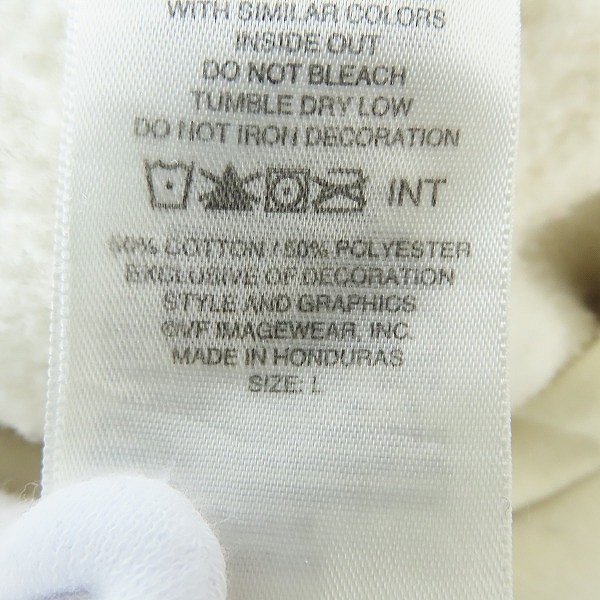 WITH SIMILAR COLORS
INSIDE OUT
DO NOT BLEACH
TUMBLE DRY LOW
DO NOT IRON DECORATION
INT
50% COTTON / 50% POLYESTER
EXCLUSIVE OF DECORATION
STYLE AND GRAPHICS
©VF IMAGEWEAR, INC.
MADE IN HONDURAS
SIZE: L